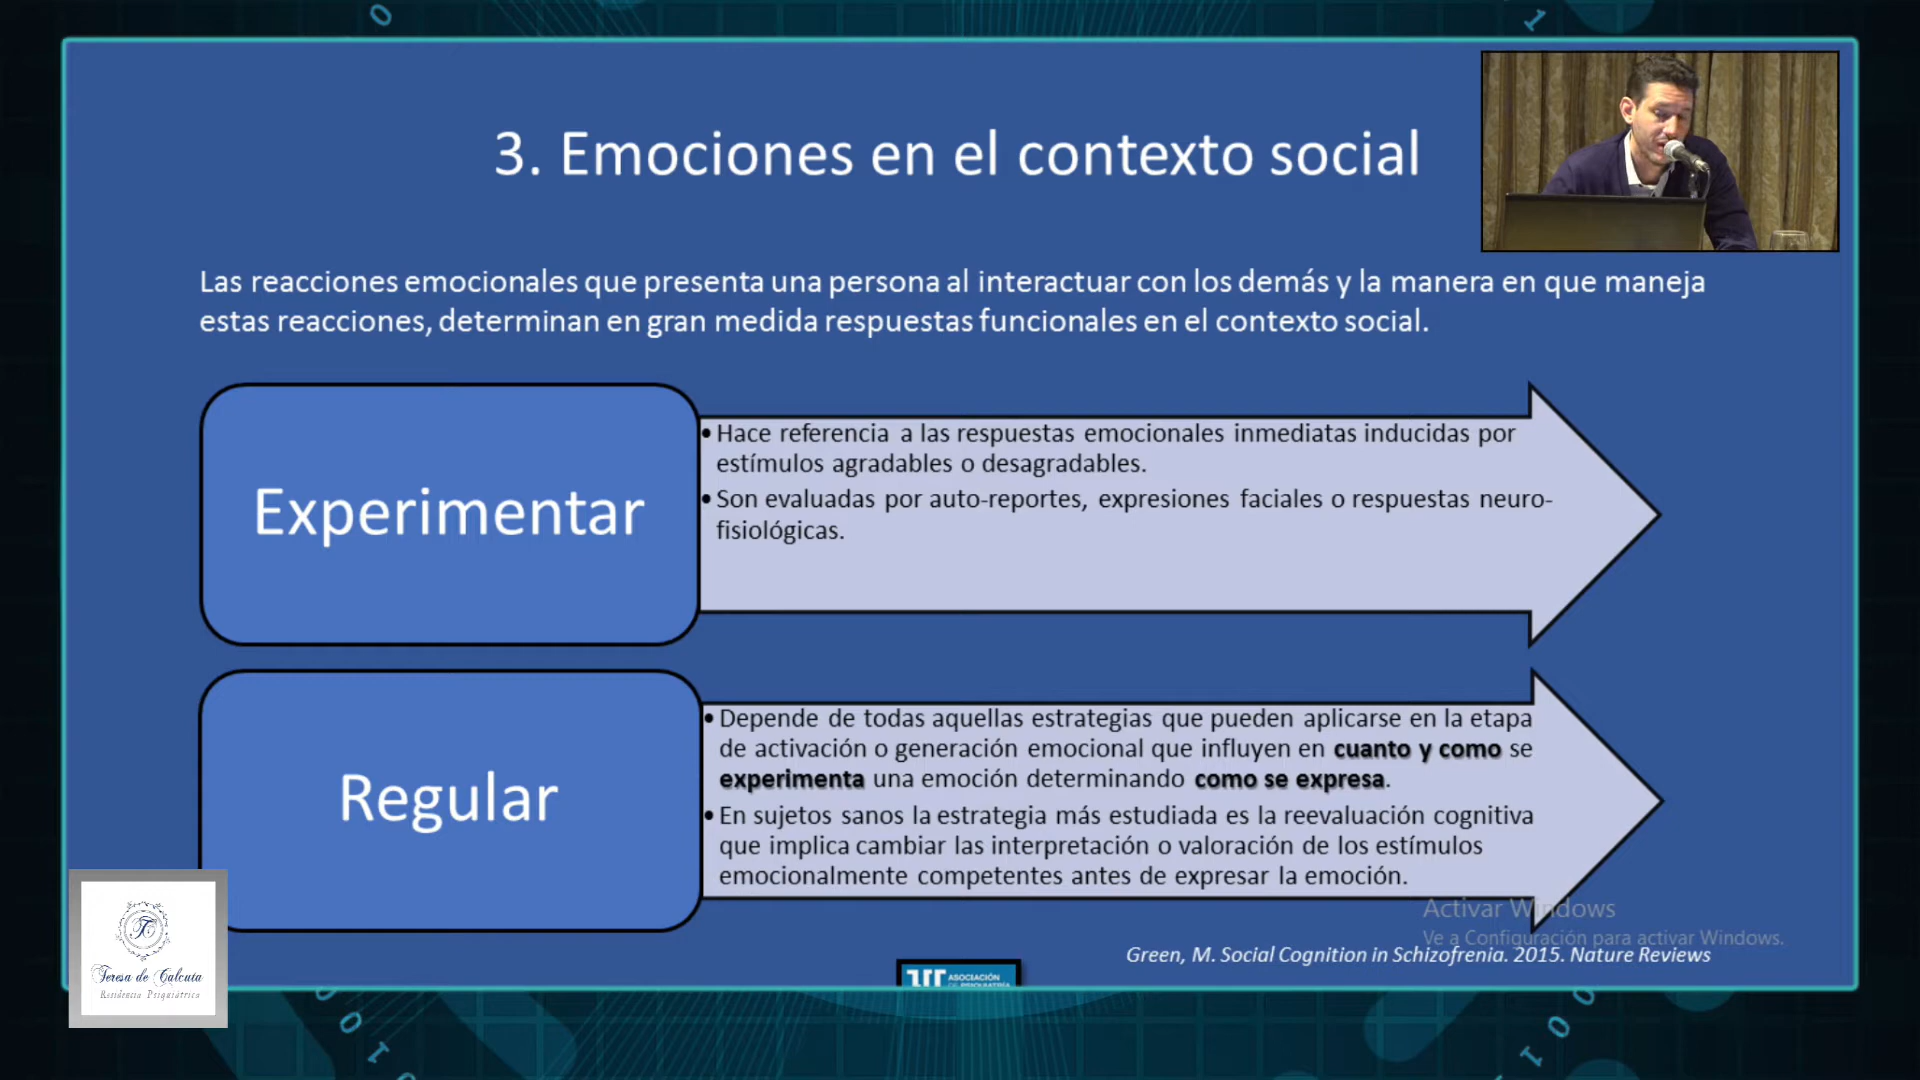 3. Emociones en el contexto social
Las reacciones emocionales que presenta una persona al interactuar con los demás y la manera en que maneja
estas reacciones, determinan en gran medida respuestas funcionales en el contexto social.
Experimentar
•Hace referencia a las respuestas emocionales inmediatas inducidas por
estímulos agradables o desagradables.
•Son evaluadas por auto-reportes, expresiones faciales o respuestas neuro-
fisiológicas.
Regular
•Depende de todas aquellas estrategias que pueden aplicarse en la etapa
de activación o generación emocional que influyen en cuanto y como se
experimenta una emoción determinando como se expresa.
•En sujetos sanos la estrategia más estudiada es la reevaluación cognitiva
que implica cambiar las interpretación o valoración de los estímulos
emocionalmente competentes antes de expresar la emoción.
Activar Windows
Ve a Configuración para activar Windows.
Green, M. Social Cognition in Schizofrenia. 2015. Nature Reviews
ASOCIACIÓN
DE PSIQUIATRÍA
Teresa de Calcuta
Residencia Psiquiátrica